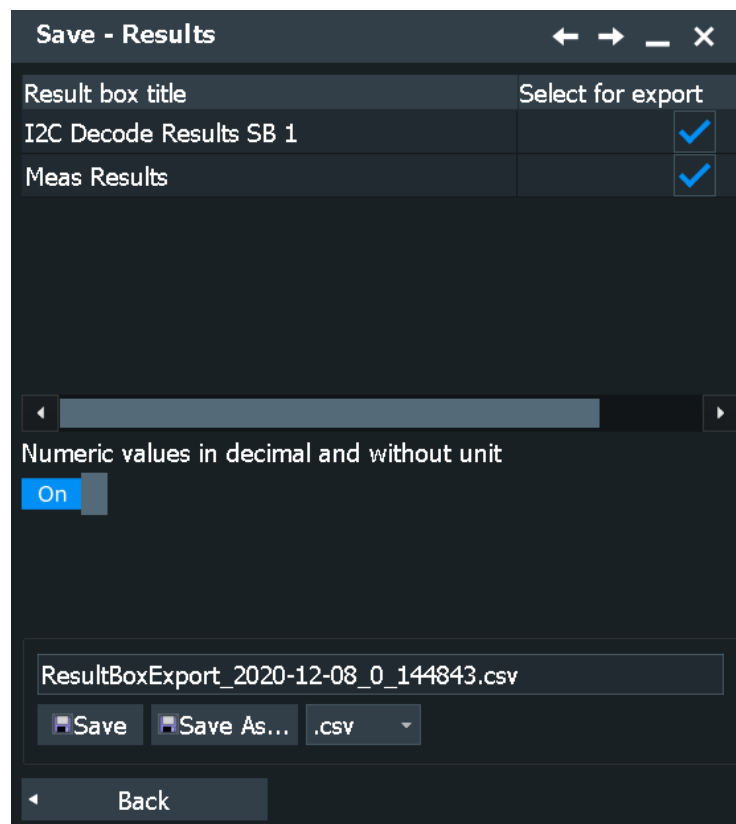 Save - Results
Result box title Select for export
I2C Decode Results SB 1
Meas Results
Numeric values in decimal and without unit
On
ResultBoxExport_2020-12-08_0_144843.csv
Save Save As... .csv
Back